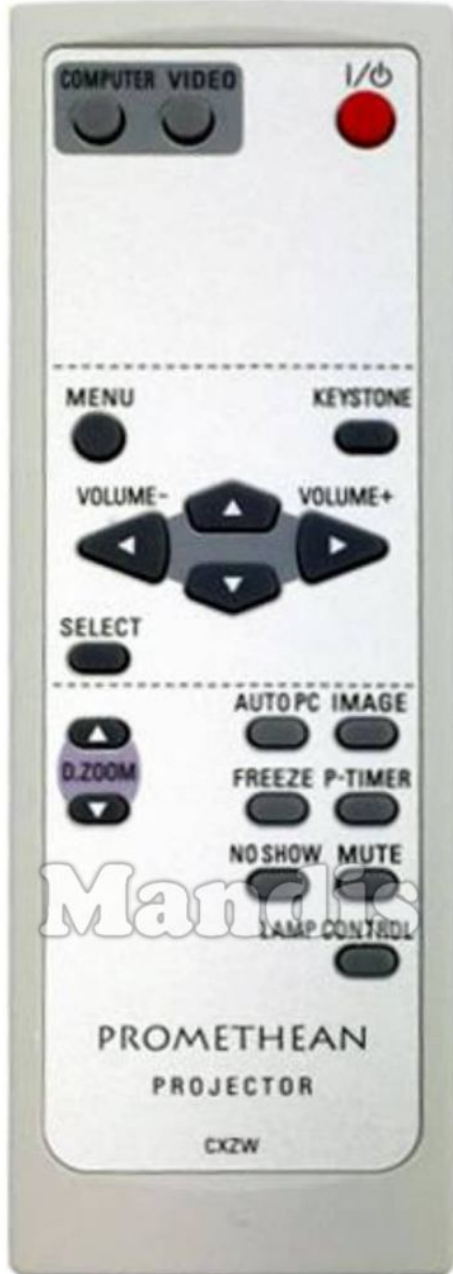 COMPUTER VIDEO I/⏻
MENU KEYSTONE
VOLUME- VOLUME+
SELECT
AUTO PC IMAGE
D.ZOOM
FREEZE P-TIMER
NO SHOW MUTE
Mandis
LAMP CONTROL
PROMETHEAN
PROJECTOR
CXZW